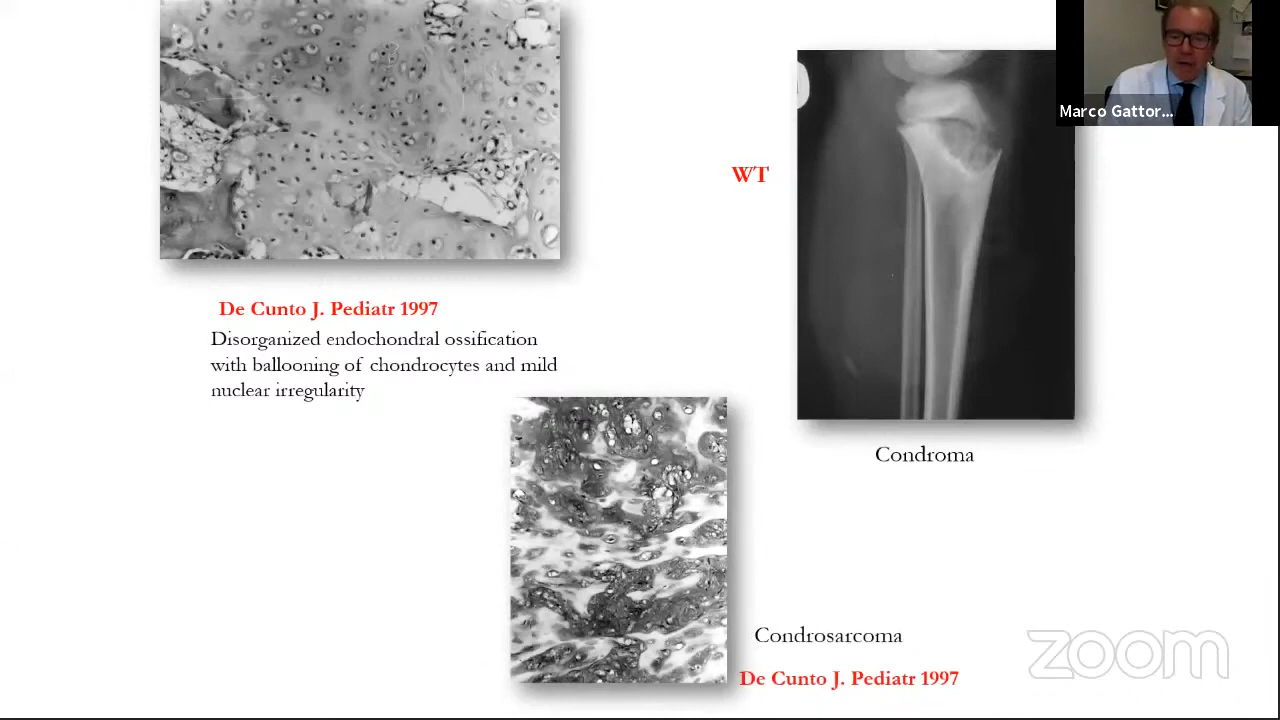 Marco Gattor...
WT
De Cunto J. Pediatr 1997
Disorganized endochondral ossification
with ballooning of chondrocytes and mild
nuclear irregularity
Condroma
Condrosarcoma
De Cunto J. Pediatr 1997
zoom